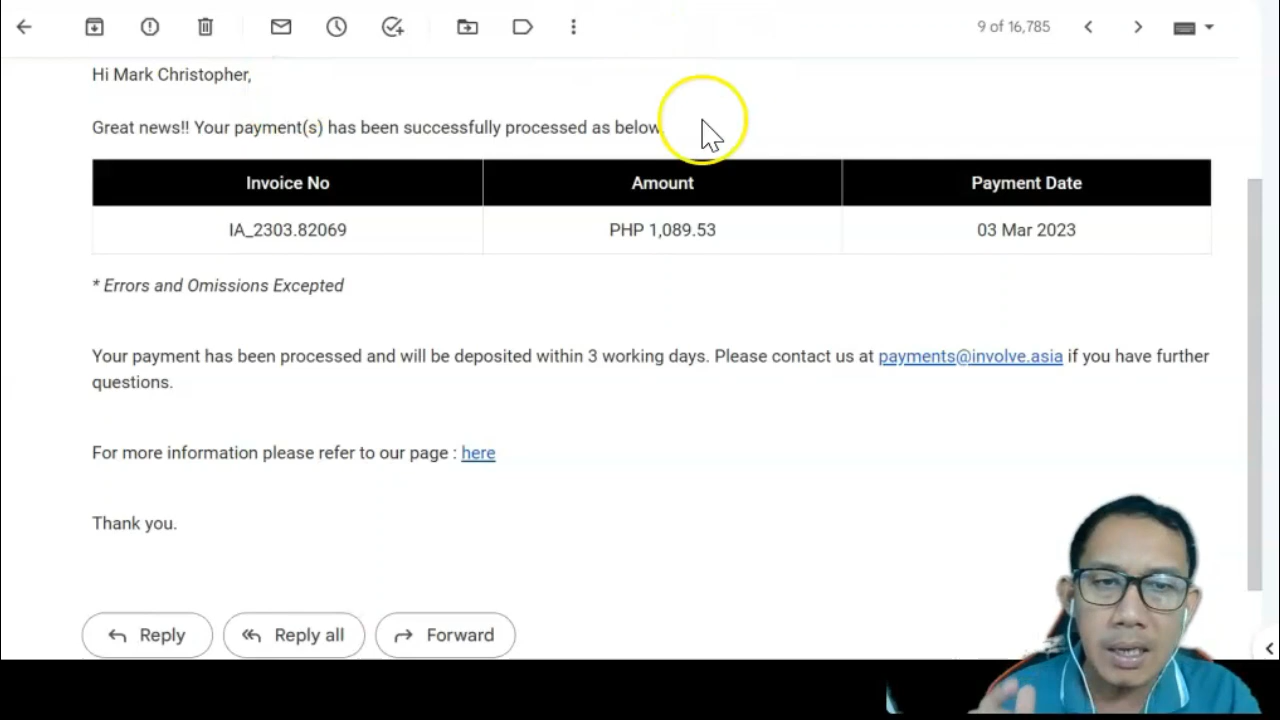 9 of 16,785
Hi Mark Christopher,
Great news!! Your payment(s) has been successfully processed as below
Invoice No Amount Payment Date
IA_2303.82069 PHP 1,089.53 03 Mar 2023
* Errors and Omissions Excepted
Your payment has been processed and will be deposited within 3 working days. Please contact us at payments@involve.asia if you have further
questions.
For more information please refer to our page : here
Thank you.
Reply Reply all Forward